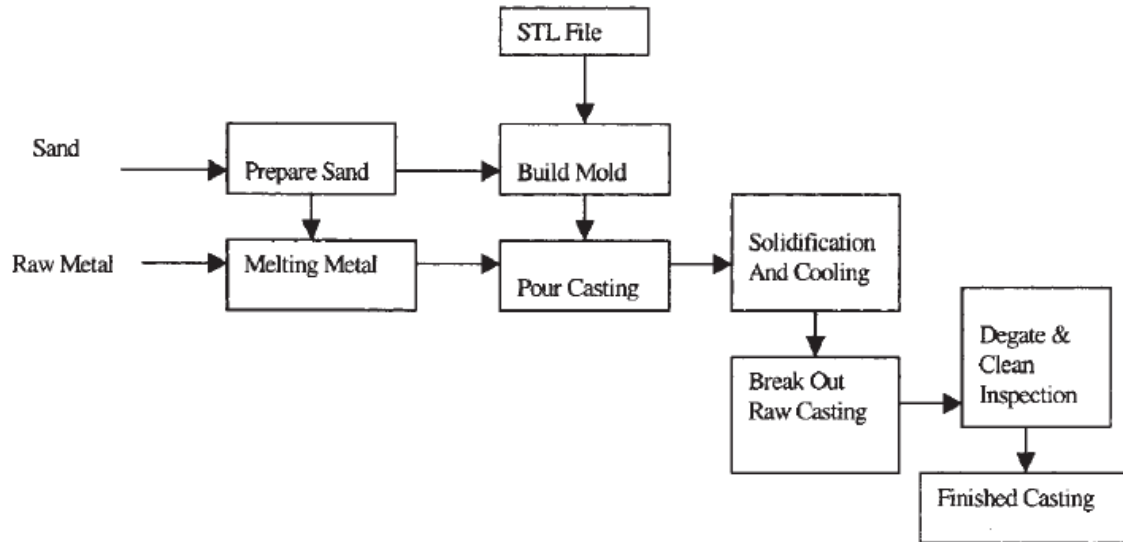 STL File
Sand
Prepare Sand
Build Mold
Raw Metal
Melting Metal
Pour Casting
Solidification
And Cooling
Break Out
Raw Casting
Degate &
Clean
Inspection
Finished Casting